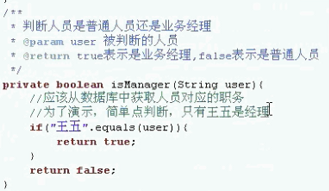 /**
* 判断人员是普通人员还是业务经理
* @param user 被判断的人员
* @return true表示是业务经理,false表示是普通人员
*/
private boolean isManager(String user){
//应该从数据库中获取人员对应的职务
//为了演示，简单点判断，只有王五是经理
if("王五".equals(user)){
return true;
}
return false;
}